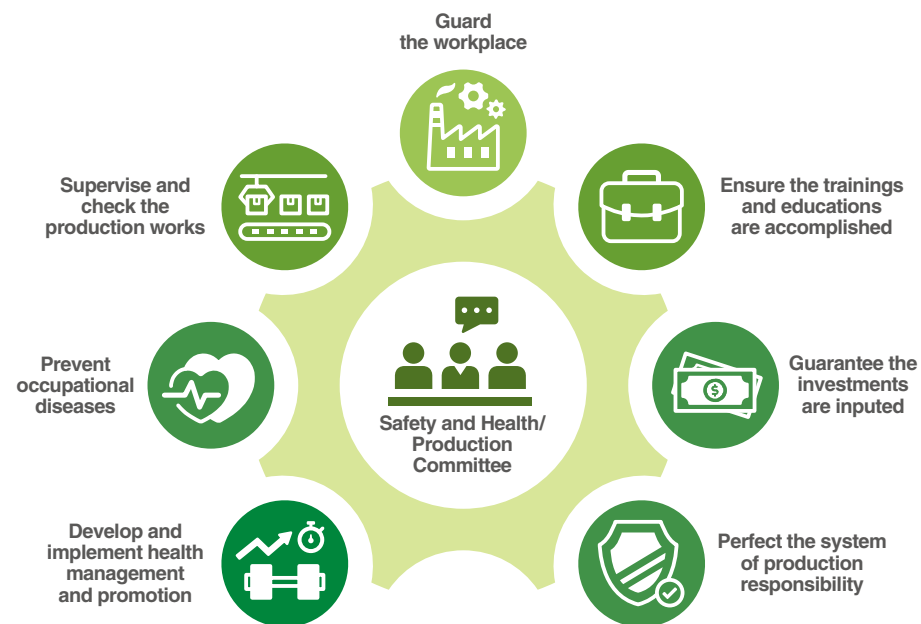 Guard
the workplace
Supervise and
check the
production works
Ensure the trainings
and educations
are accomplished
Prevent
occupational
diseases
Safety and Health/
Production
Committee
Guarantee the
investments
are inputed
Develop and
implement health
management
and promotion
Perfect the system
of production
responsibility